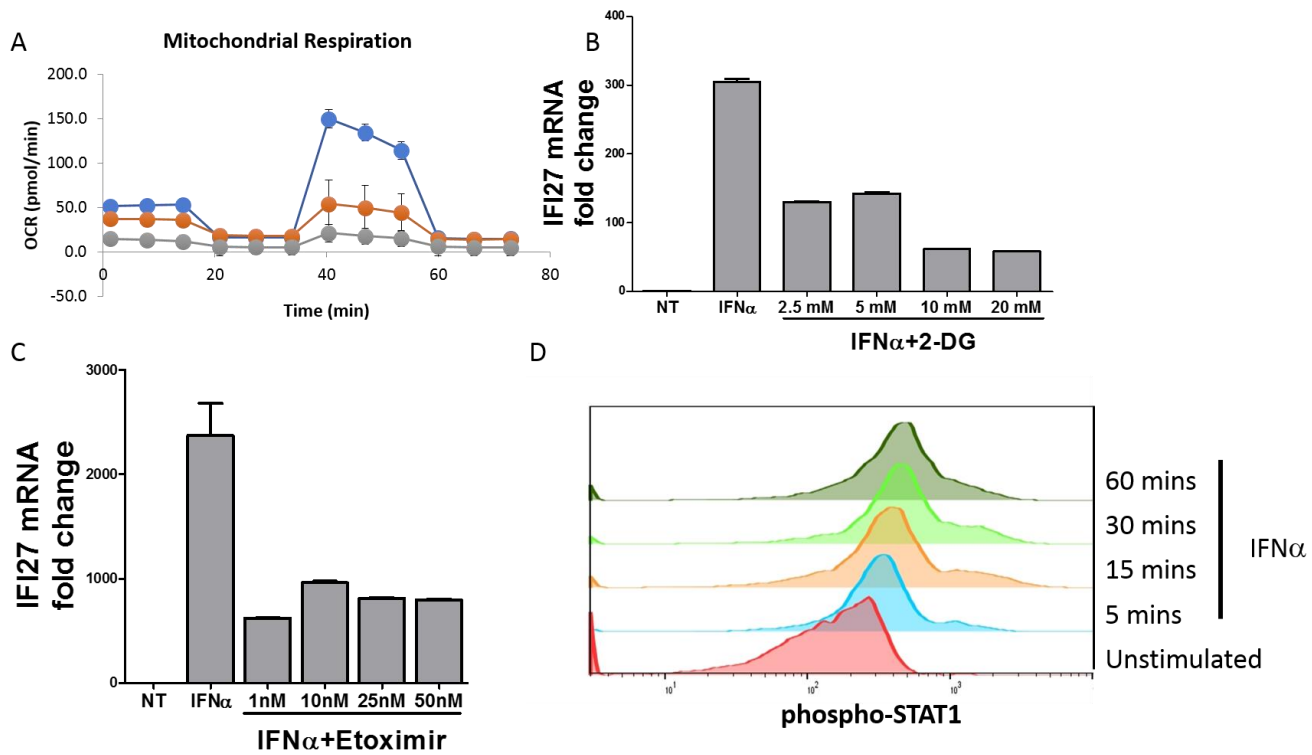 A
Mitochondrial Respiration
OCR (pmol/min)
200.0
150.0
100.0
50.0
0.0
-50.0
0 20 40 60 80
Time (min)
B
IFI27 mRNA
fold change
400
300
200
100
0
NT IFNα 2.5 mM 5 mM 10 mM 20 mM
IFNα+2-DG
C
IFI27 mRNA
fold change
3000
2000
1000
0
NT IFNα 1nM 10nM 25nM 50nM
IFNα+Etoximir
D
60 mins
30 mins
15 mins
5 mins
Unstimulated
IFNα
10¹ 10² 10³
phospho-STAT1